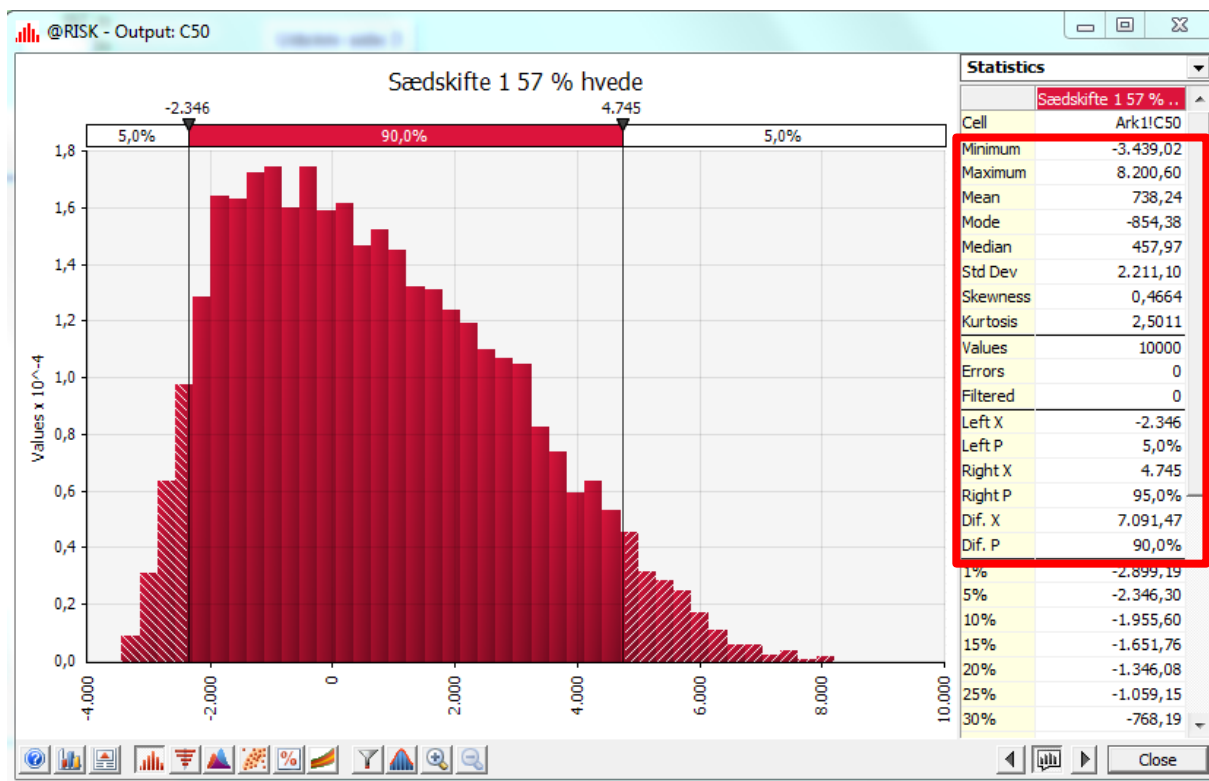 @RISK - Output: C50
Sædskifte 1 57 % hvede
-2.346 4.745
5,0% 90,0% 5,0%
1,8
1,6
1,4
1,2
1,0
0,8
0,6
0,4
0,2
0,0
Values x 10^-4
-4.000 -2.000 0 2.000 4.000 6.000 8.000 10.000
Statistics
Sædskifte 1 57 % ..
Cell Ark1!C50
Minimum -3.439,02
Maximum 8.200,60
Mean 738,24
Mode -854,38
Median 457,97
Std Dev 2.211,10
Skewness 0,4664
Kurtosis 2,5011
Values 10000
Errors 0
Filtered 0
Left X -2.346
Left P 5,0%
Right X 4.745
Right P 95,0%
Dif. X 7.091,47
Dif. P 90,0%
1% -2.899,19
5% -2.346,30
10% -1.955,60
15% -1.651,76
20% -1.346,08
25% -1.059,15
30% -768,19
Close